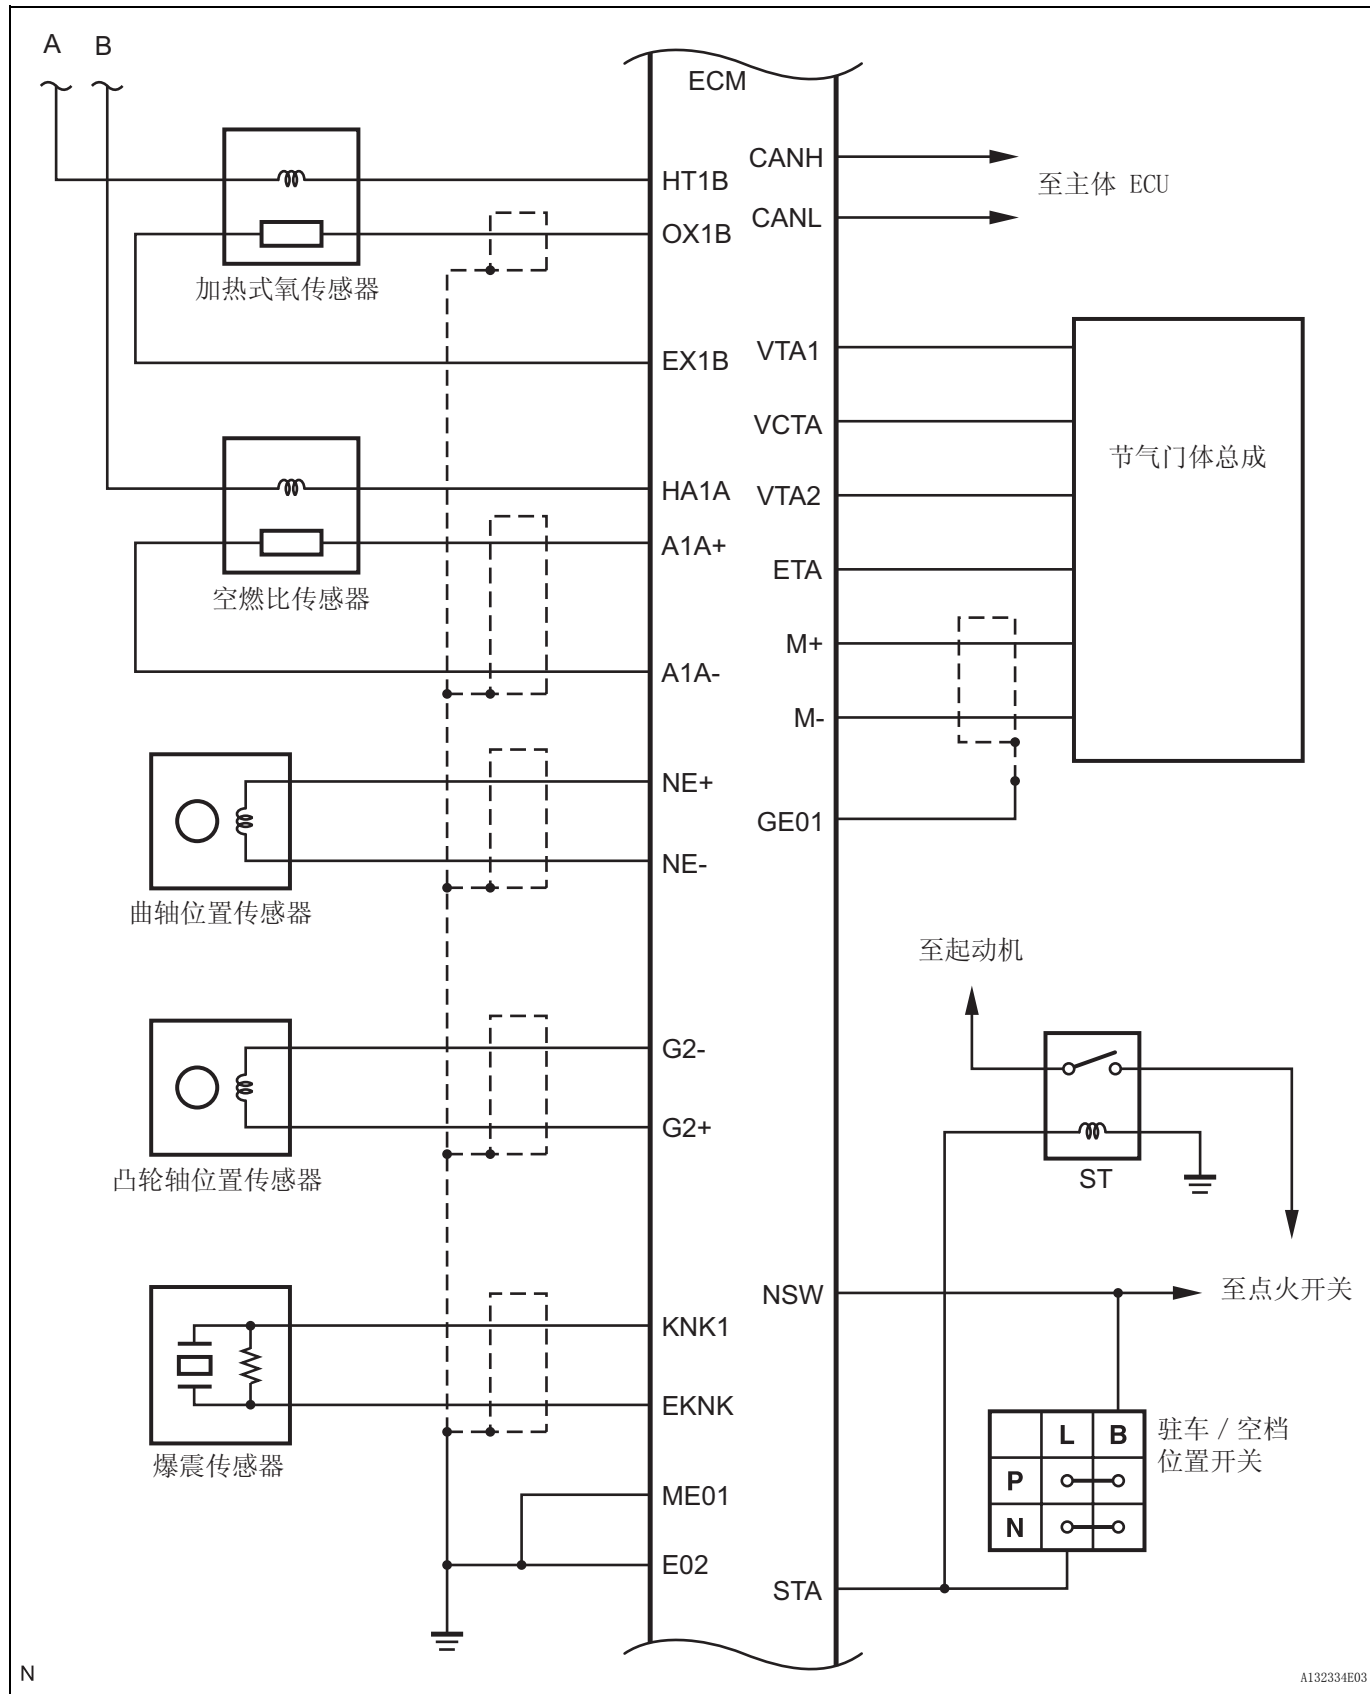 A B
ECM
CANH
HT1B
至主体 ECU
CANL
OX1B
加热式氧传感器
VTA1
EX1B
VCTA
节气门体总成
HA1A
VTA2
A1A+
ETA
空燃比传感器
M+
A1A-
M-
NE+
GE01
NE-
曲轴位置传感器
至起动机
G2-
G2+
凸轮轴位置传感器
ST
至点火开关
NSW
KNK1
EKNK
L B
驻车 / 空档
位置开关
P
N
爆震传感器
ME01
E02
STA
N
A132334E03